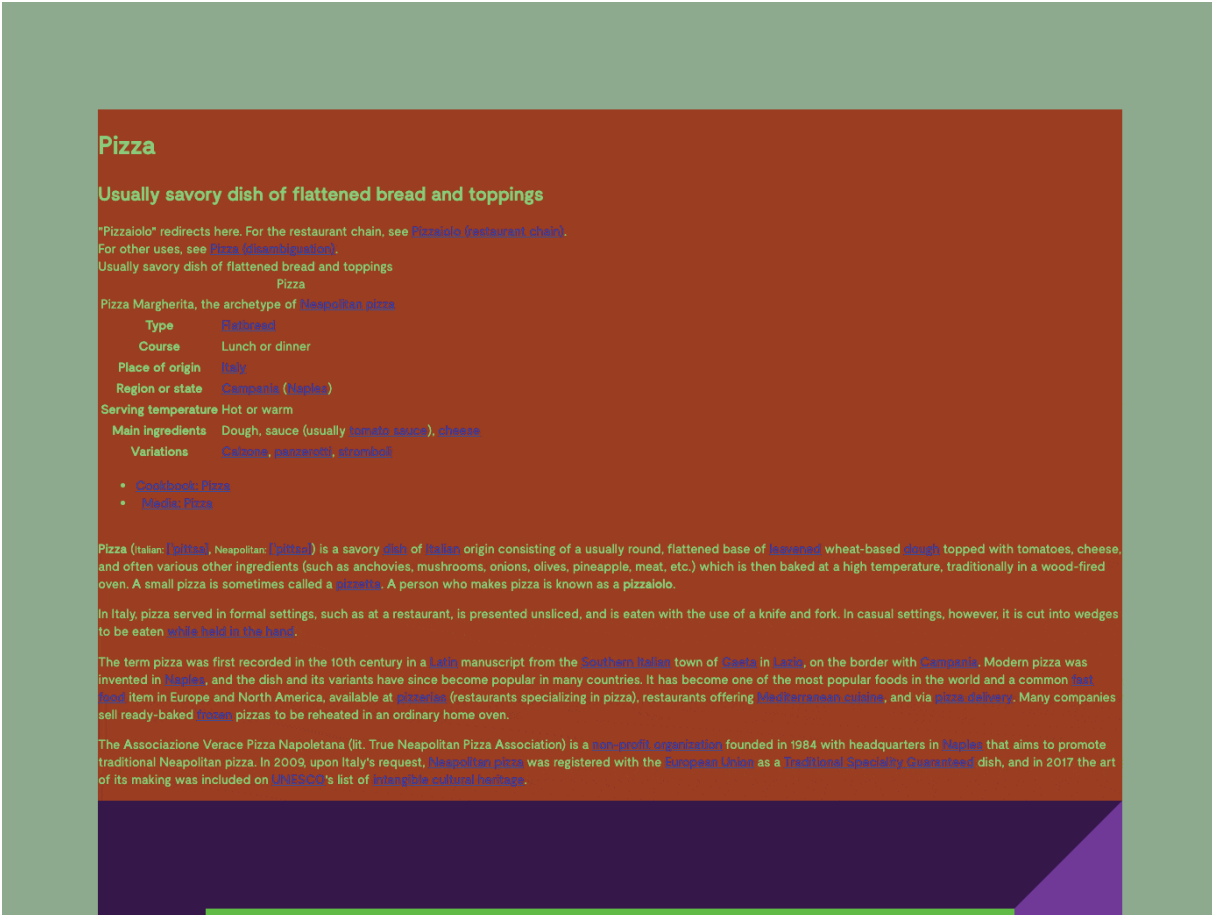 Pizza
Usually savory dish of flattened bread and toppings
"Pizzaiolo" redirects here. For the restaurant chain, see Pizzaiolo (restaurant chain).
For other uses, see Pizza (disambiguation).
Usually savory dish of flattened bread and toppings
Pizza
Pizza Margherita, the archetype of Neapolitan pizza
Type Flatbread
Course Lunch or dinner
Place of origin Italy
Region or state Campania (Naples)
Serving temperature Hot or warm
Main ingredients Dough, sauce (usually tomato sauce), cheese
Variations Calzone, panzerotti, stromboli
• Cookbook: Pizza
• Media: Pizza
Pizza (Italian: [ˈpittsa], Neapolitan: [ˈpittsə]) is a savory dish of Italian origin consisting of a usually round, flattened base of leavened wheat-based dough topped with tomatoes, cheese,
and often various other ingredients (such as anchovies, mushrooms, onions, olives, pineapple, meat, etc.) which is then baked at a high temperature, traditionally in a wood-fired
oven. A small pizza is sometimes called a pizzetta. A person who makes pizza is known as a pizzaiolo.
In Italy, pizza served in formal settings, such as at a restaurant, is presented unsliced, and is eaten with the use of a knife and fork. In casual settings, however, it is cut into wedges
to be eaten while held in the hand.
The term pizza was first recorded in the 10th century in a Latin manuscript from the Southern Italian town of Gaeta in Lazio, on the border with Campania. Modern pizza was
invented in Naples, and the dish and its variants have since become popular in many countries. It has become one of the most popular foods in the world and a common fast
food item in Europe and North America, available at pizzerias (restaurants specializing in pizza), restaurants offering Mediterranean cuisine, and via pizza delivery. Many companies
sell ready-baked frozen pizzas to be reheated in an ordinary home oven.
The Associazione Verace Pizza Napoletana (lit. True Neapolitan Pizza Association) is a non-profit organization founded in 1984 with headquarters in Naples that aims to promote
traditional Neapolitan pizza. In 2009, upon Italy's request, Neapolitan pizza was registered with the European Union as a Traditional Speciality Guaranteed dish, and in 2017 the art
of its making was included on UNESCO's list of intangible cultural heritage.